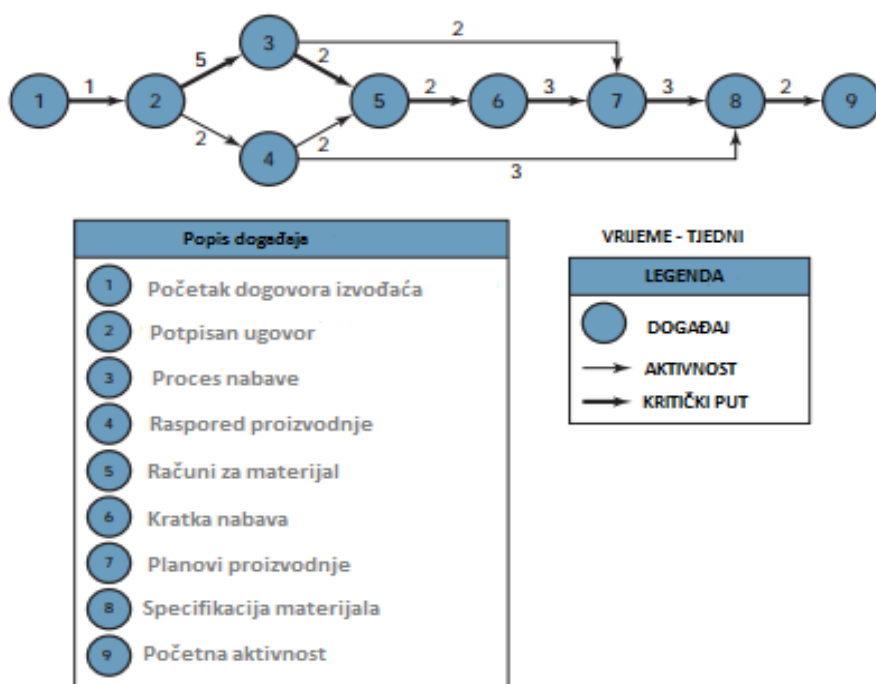 2
3
5
2
1
2
3
3
2
1
2
5
6
7
8
9
2
2
4
3
Popis događaja
1 Početak dogovora izvođaća
2 Potpisan ugovor
3 Proces nabave
4 Raspored proizvodnje
5 Računi za materijal
6 Kratka nabava
7 Planovi proizvodnje
8 Specifikacija materijala
9 Početna aktivnost
VRIJEME - TJEDNI
LEGENDA
DOGAĐAJ
AKTIVNOST
KRITIČKI PUT